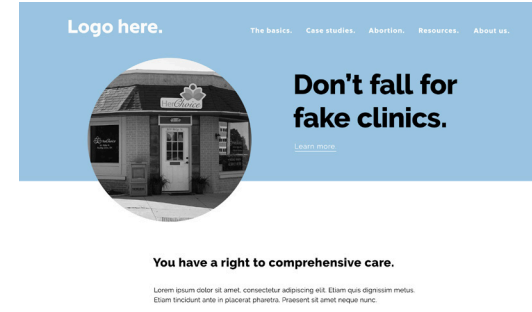 Logo here.
The basics. Case studies. Abortion. Resources. About us.
HerChoice
Don't fall for
fake clinics.
Learn more
You have a right to comprehensive care.
Lorem ipsum dolor sit amet, consectetur adipiscing elit. Etiam quis dignissim metus.
Etiam tincidunt ante in placerat pharetra. Praesent sit amet neque nunc.